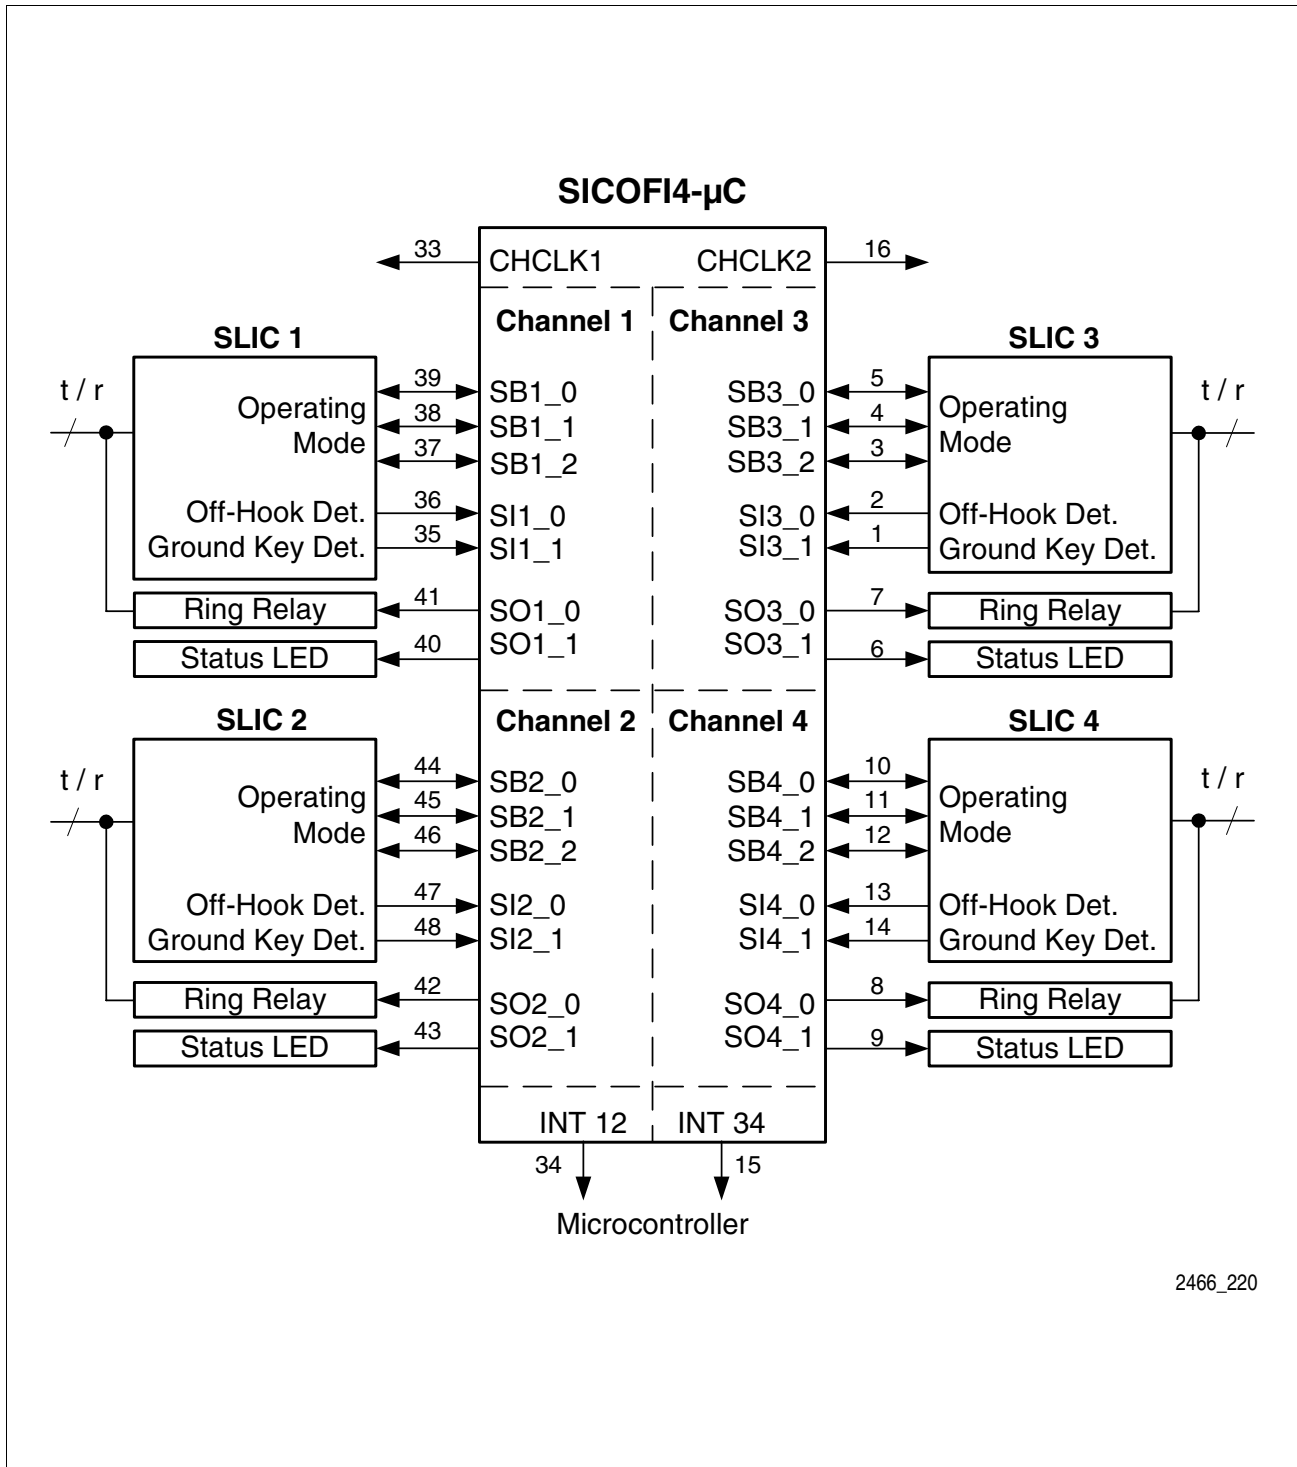 SICOFI4-µC
33 CHCLK1 CHCLK2 16
Channel 1 Channel 3
SLIC 1 SLIC 3
t / r t / r
39 SB1_0 SB3_0 5
Operating 38 SB1_1 SB3_1 4 Operating
Mode 37 SB1_2 SB3_2 3 Mode
Off-Hook Det. 36 SI1_0 SI3_0 2 Off-Hook Det.
Ground Key Det. 35 SI1_1 SI3_1 1 Ground Key Det.
Ring Relay 41 SO1_0 SO3_0 7 Ring Relay
Status LED 40 SO1_1 SO3_1 6 Status LED
SLIC 2 Channel 2 Channel 4 SLIC 4
t / r t / r
44 SB2_0 SB4_0 10
Operating 45 SB2_1 SB4_1 11 Operating
Mode 46 SB2_2 SB4_2 12 Mode
Off-Hook Det. 47 SI2_0 SI4_0 13 Off-Hook Det.
Ground Key Det. 48 SI2_1 SI4_1 14 Ground Key Det.
Ring Relay 42 SO2_0 SO4_0 8 Ring Relay
Status LED 43 SO2_1 SO4_1 9 Status LED
INT 12 INT 34
34 15
Microcontroller
2466_220